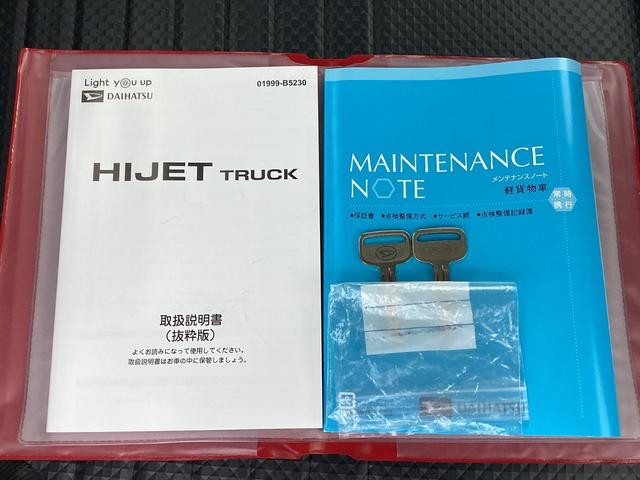 Light you up
DAIHATSU
01999-B5230
HIJET TRUCK
取扱説明書
(抜粋版)
よくお読みになって使用してください。
取扱説明書はお車の中に保管しましょう。
MAINTENANCE
NOTE
メンテナンスノート
軽貨物車
常時
携行
●保証書 ●点検整備方式 ●サービス網 ●点検整備記録簿
DAIHATSU